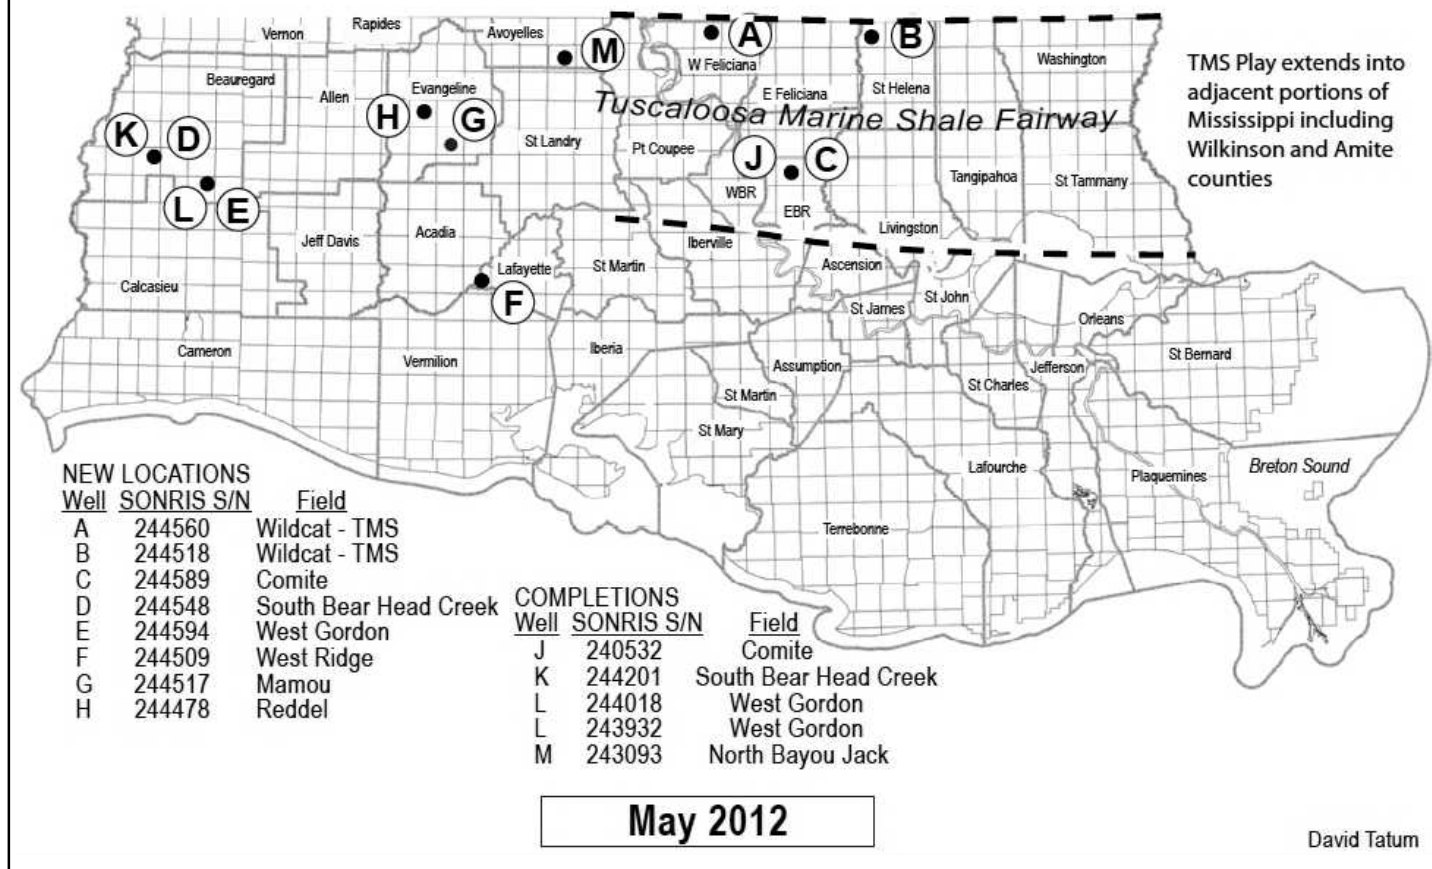 Vernon
Rapides
Avoyelles
M
A
W Feliciana
B
Washington
TMS Play extends into
adjacent portions of
Mississippi including
Wilkinson and Amite
counties
Beauregard
Allen
Evangeline
E Feliciana
St Helena
H
G
Tuscaloosa Marine Shale Fairway
K
D
St Landry
Pt Coupee
J
C
Tangipahoa
St Tammany
L
E
WBR
EBR
Jeff Davis
Acadia
Iberville
Livingston
Calcasieu
Lafayette
St Martin
Ascension
F
St James
St John
Orleans
Cameron
Vermilion
Iberia
Assumption
St Charles
Jefferson
St Bernard
St Martin
St Mary
Lafourche
Plaquemines
Breton Sound
Terrebonne
NEW LOCATIONS
Well SONRIS S/N Field
A 244560 Wildcat - TMS
B 244518 Wildcat - TMS
C 244589 Comite
D 244548 South Bear Head Creek
E 244594 West Gordon
F 244509 West Ridge
G 244517 Mamou
H 244478 Reddel
COMPLETIONS
Well SONRIS S/N Field
J 240532 Comite
K 244201 South Bear Head Creek
L 244018 West Gordon
L 243932 West Gordon
M 243093 North Bayou Jack
May 2012
David Tatum